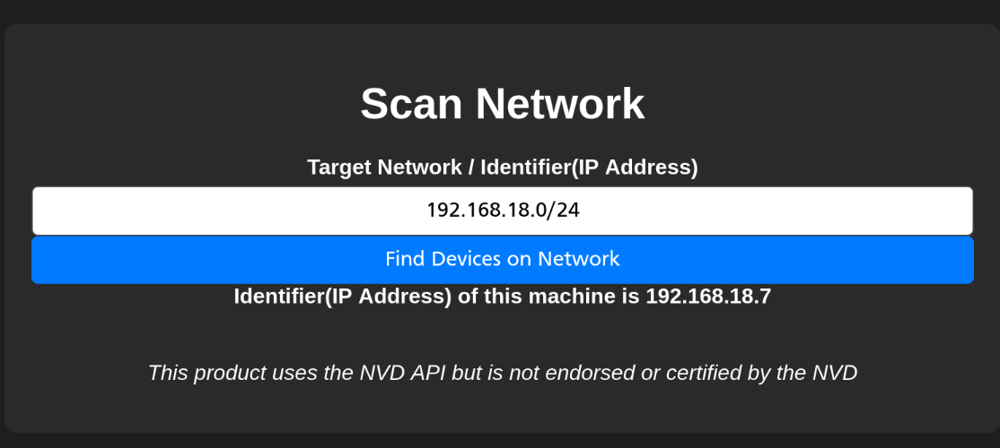 Scan Network
Target Network / Identifier(IP Address)
192.168.18.0/24
Find Devices on Network
Identifier(IP Address) of this machine is 192.168.18.7
This product uses the NVD API but is not endorsed or certified by the NVD